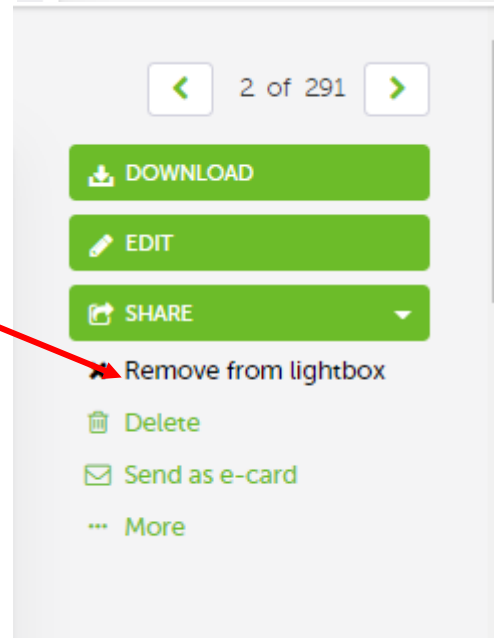 2 of 291
DOWNLOAD
EDIT
SHARE
Remove from lightbox
Delete
Send as e-card
More